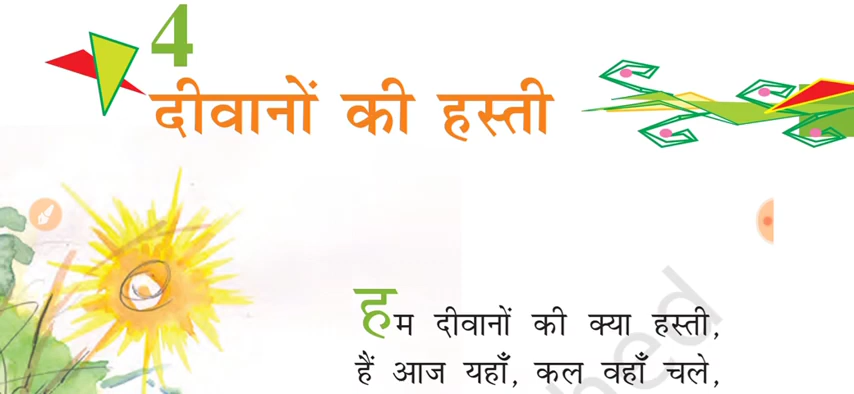 4
दीवानों की हस्ती
हम दीवानों की क्या हस्ती,
हैं आज यहाँ, कल वहाँ चले,